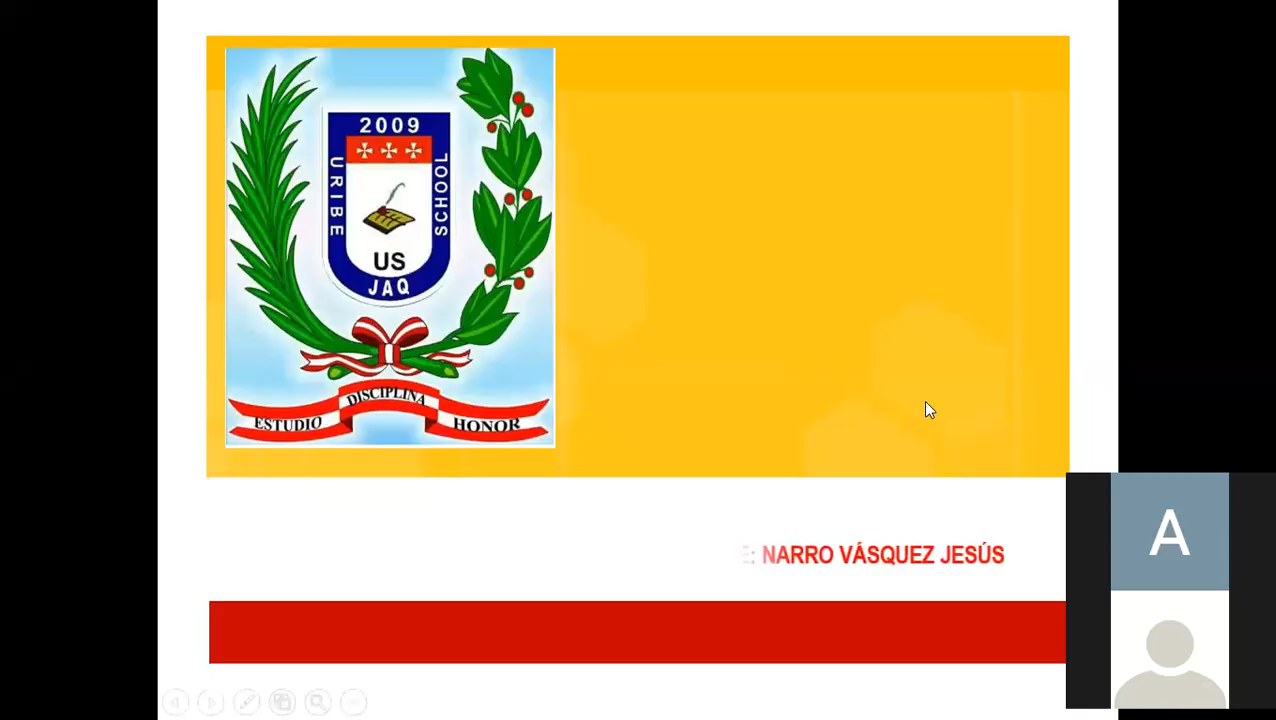 2009
URIBE
SCHOOL
US
JAQ
ESTUDIO
DISCIPLINA
HONOR
: NARRO VÁSQUEZ JESÚS
A